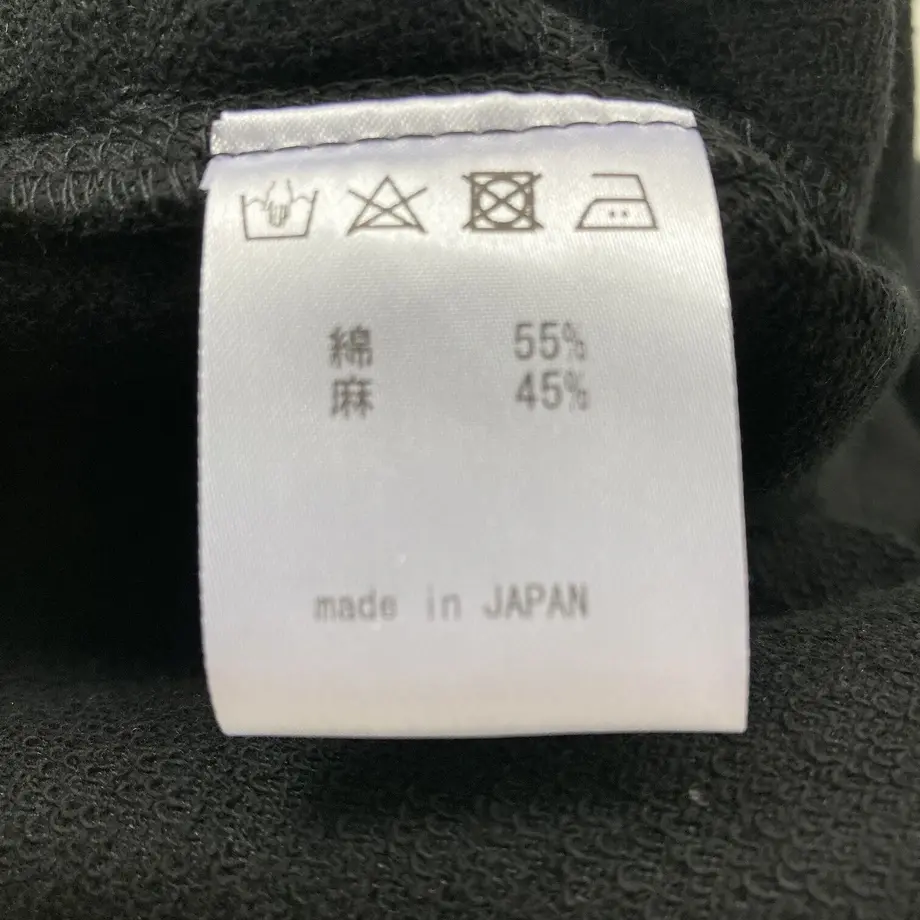 綿 55%
麻 45%
made in JAPAN